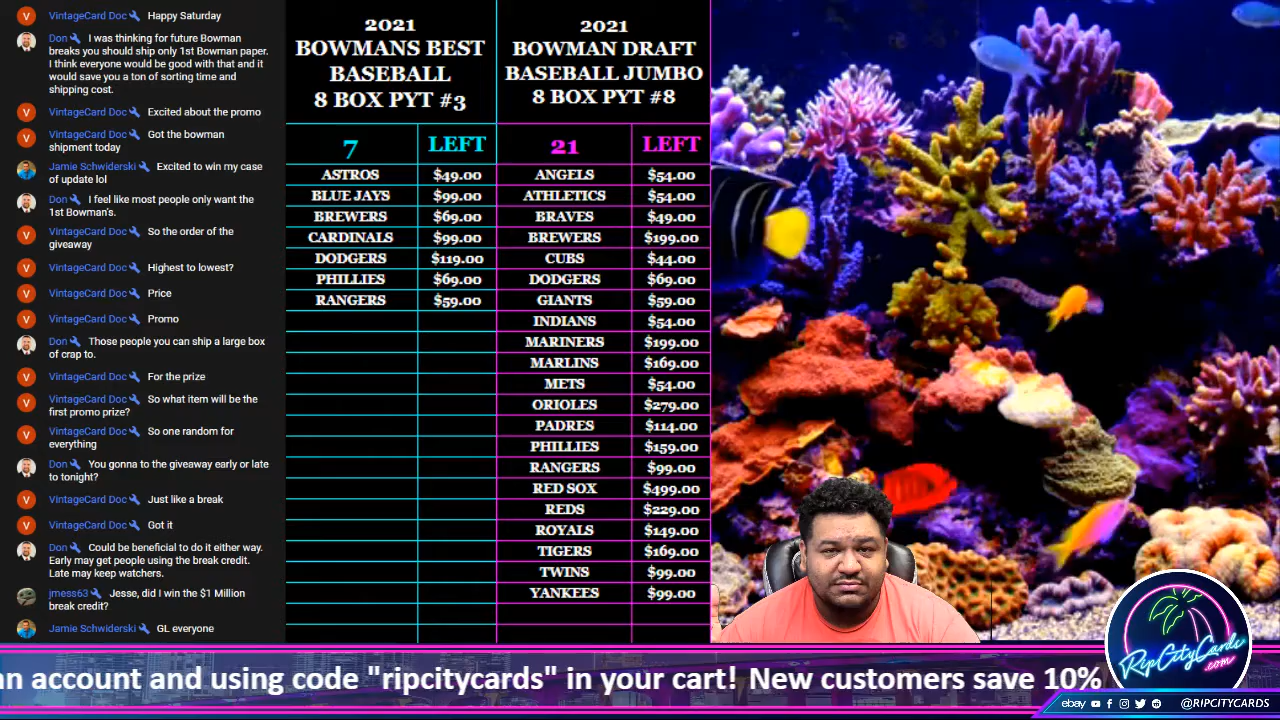 V VintageCard Doc Happy Saturday
Don I was thinking for future Bowman
breaks you should ship only 1st Bowman paper.
I think everyone would be good with that and it
would save you a ton of sorting time and
shipping cost.
V VintageCard Doc Excited about the promo
V VintageCard Doc Got the bowman
shipment today
Jamie Schwiderski Excited to win my case
of update lol
Don I feel like most people only want the
1st Bowman's.
V VintageCard Doc So the order of the
giveaway
V VintageCard Doc Highest to lowest?
V VintageCard Doc Price
V VintageCard Doc Promo
Don Those people you can ship a large box
of crap to.
V VintageCard Doc For the prize
V VintageCard Doc So what item will be the
first promo prize?
V VintageCard Doc So one random for
everything
Don You gonna to the giveaway early or late
to tonight?
V VintageCard Doc Just like a break
V VintageCard Doc Got it
Don Could be beneficial to do it either way.
Early may get people using the break credit.
Late may keep watchers.
jmess63 Jesse, did I win the $1 Million
break credit?
Jamie Schwiderski GL everyone
2021
BOWMANS BEST
BASEBALL
8 BOX PYT #3
7 LEFT
ASTROS $49.00
BLUE JAYS $99.00
BREWERS $69.00
CARDINALS $99.00
DODGERS $119.00
PHILLIES $69.00
RANGERS $59.00
2021
BOWMAN DRAFT
BASEBALL JUMBO
8 BOX PYT #8
21 LEFT
ANGELS $54.00
ATHLETICS $54.00
BRAVES $49.00
BREWERS $199.00
CUBS $44.00
DODGERS $69.00
GIANTS $59.00
INDIANS $54.00
MARINERS $199.00
MARLINS $169.00
METS $54.00
ORIOLES $279.00
PADRES $114.00
PHILLIES $159.00
RANGERS $99.00
RED SOX $499.00
REDS $229.00
ROYALS $149.00
TIGERS $169.00
TWINS $99.00
YANKEES $99.00
an account and using code "ripcitycards" in your cart! New customers save 10%
RipCityCards
.com
ebay @RIPCITYCARDS